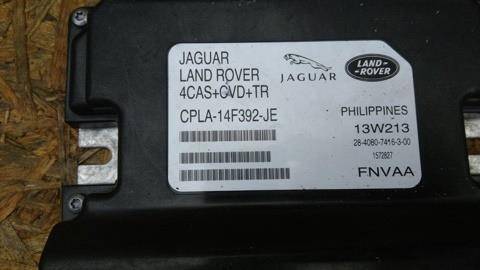 JAGUAR
LAND ROVER
4CAS+CVD+TR
CPLA-14F392-JE
JAGUAR
LAND-
-ROVER
PHILIPPINES
13W213
28-4080-7416-3-00
1572827
FNVAA